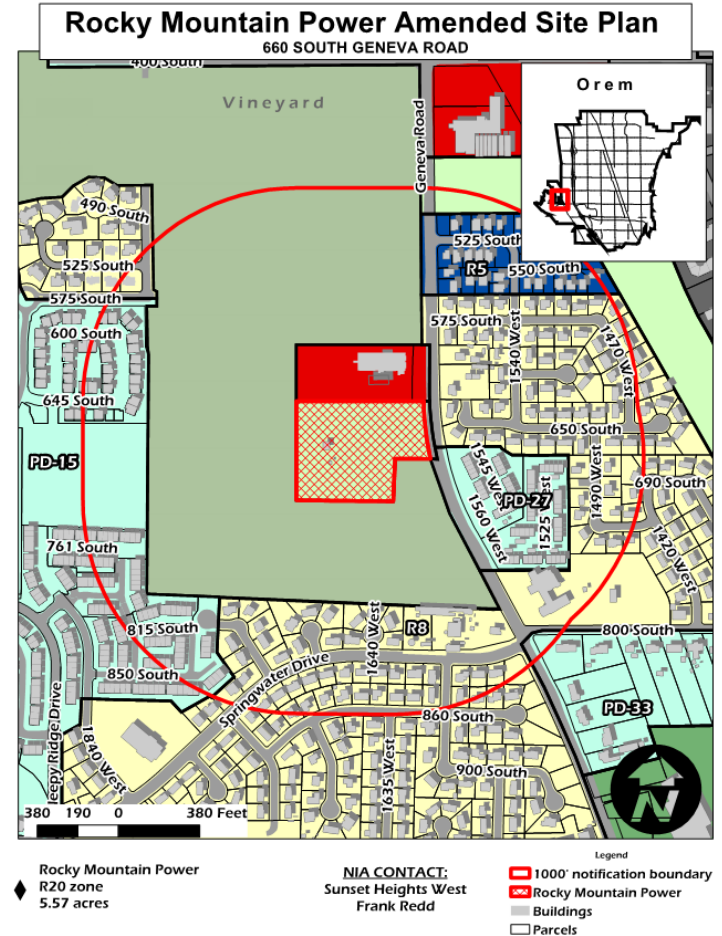 Rocky Mountain Power Amended Site Plan
660 SOUTH GENEVA ROAD
400 South
Vineyard
Geneva Road
Orem
490 South
525 South
575 South
600 South
645 South
PD-15
761 South
815 South
850 South
1840 West
525 South
R5
550 South
575 South
1540 West
1470 West
650 South
1545 West
1560 West
PD-27
1525 West
1490 West
690 South
1420 West
800 South
PD-33
R8
1640 West
Springwater Drive
860 South
900 South
1635 West
leepy Ridge Drive
N
380 190 0 380 Feet
Rocky Mountain Power
R20 zone
5.57 acres
NIA CONTACT:
Sunset Heights West
Frank Redd
Legend
1000' notification boundary
Rocky Mountain Power
Buildings
Parcels